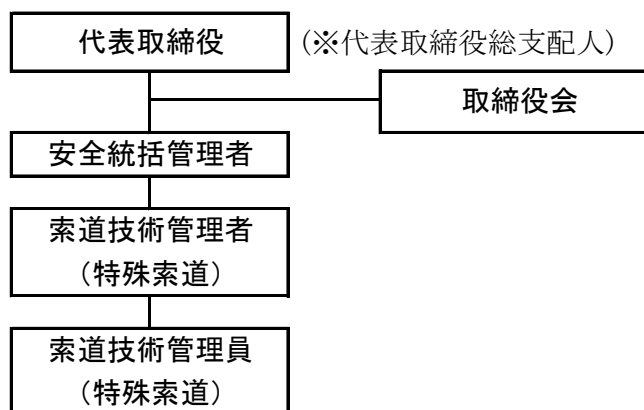 代表取締役 (※代表取締役総支配人)
取締役会
安全統括管理者
索道技術管理者
(特殊索道)
索道技術管理員
(特殊索道)